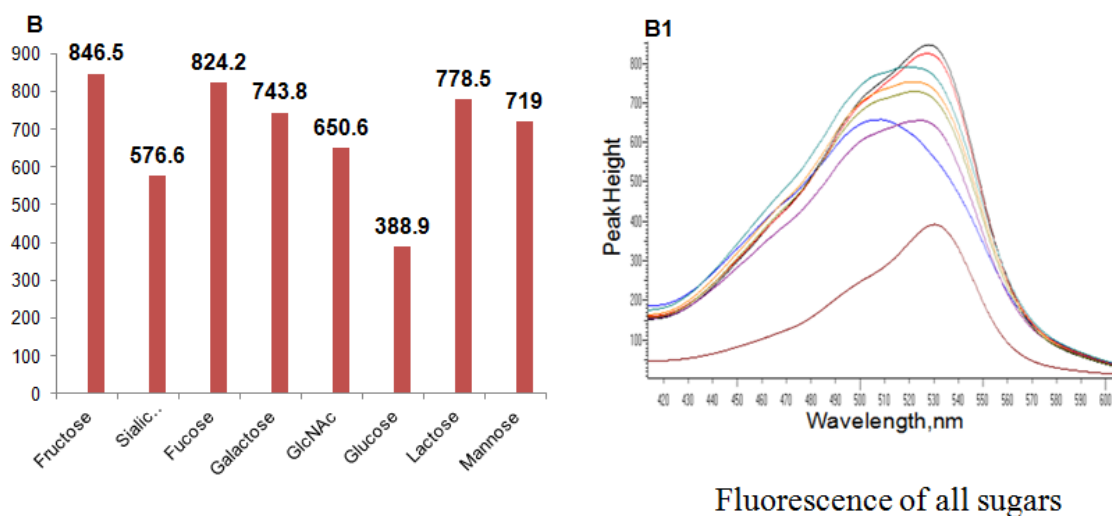 B
900
800
700
600
500
400
300
200
100
0
846.5
576.6
824.2
743.8
650.6
388.9
778.5
719
Fructose
Sialic..
Fucose
Galactose
GlcNAc
Glucose
Lactose
Mannose
B1
Peak Height
800
700
600
500
400
300
200
100
420 430 440 450 460 470 480 490 500 510 520 530 540 550 560 570 580 590 600
Wavelength,nm
Fluorescence of all sugars